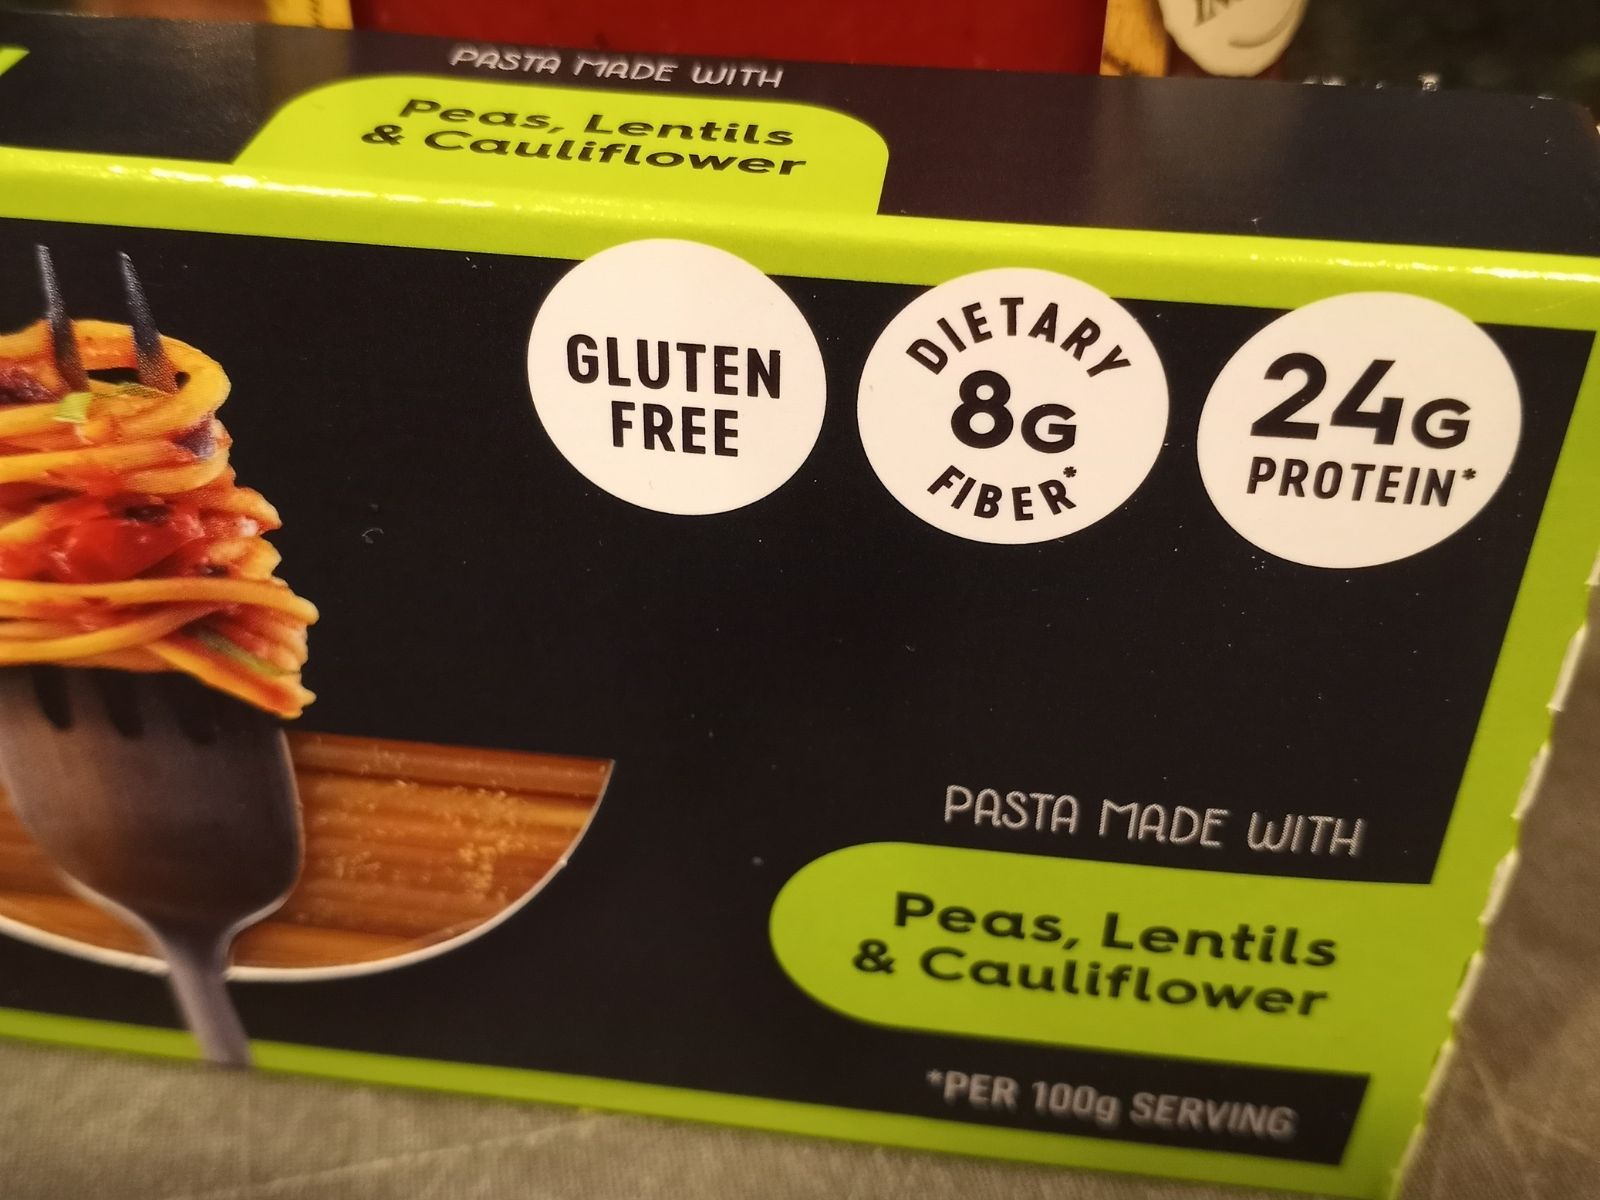 PASTA MADE WITH
Peas, Lentils
& Cauliflower
GLUTEN
FREE
DIETARY
8G
FIBER*
24G
PROTEIN*
PASTA MADE WITH
Peas, Lentils
& Cauliflower
*PER 100g SERVING